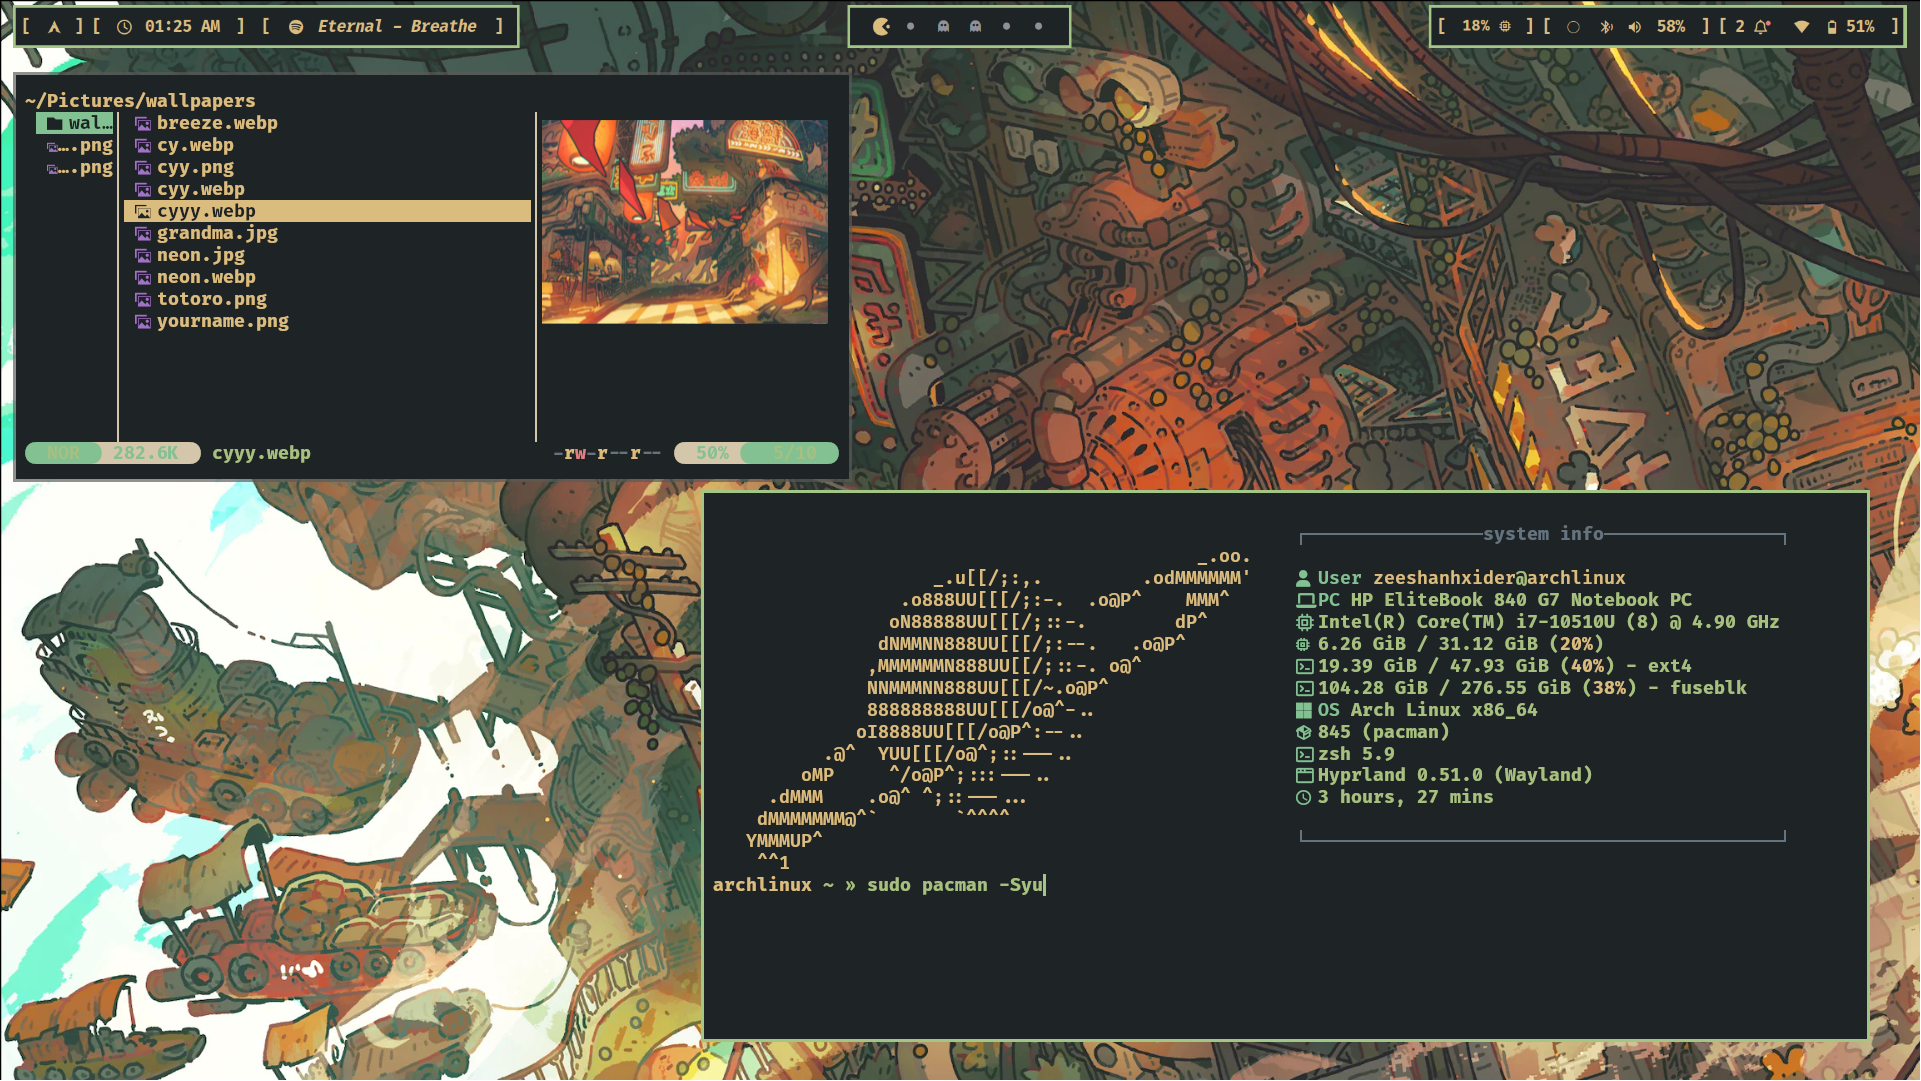 [ ] [ 01:25 AM ] [ Eternal - Breathe ]
[ 18% ] [ 58% ] [ 2 51% ]
~/Pictures/wallpapers
wal… breeze.webp
….png cy.webp
….png cyy.png
cyy.webp
cyyy.webp
grandma.jpg
neon.jpg
neon.webp
totoro.png
yourname.png
NOR 282.6K cyyy.webp -rw-r--r-- 50% 5/10
system info
_.oo.
_.u[[/;:,. .odMMMMMM'
.o888UU[[[/;:-. .o@P^ MMM^
oN88888UU[[[/;::-. dP^
dNMMNN888UU[[[/;:--. .o@P^
,MMMMMMN888UU[[/;::-. o@^
NNMMMNN888UU[[[/~.o@P^
888888888UU[[[/o@^-..
oI8888UU[[[/o@P^:--..
.@^ YUU[[[/o@^;::---..
oMP ^/o@P^;:::---..
.dMMM .o@^ ^;::---...
dMMMMMMM@^` `^^^^
YMMMUP^
^^1
User zeeshanhxider@archlinux
PC HP EliteBook 840 G7 Notebook PC
Intel(R) Core(TM) i7-10510U (8) @ 4.90 GHz
6.26 GiB / 31.12 GiB (20%)
19.39 GiB / 47.93 GiB (40%) - ext4
104.28 GiB / 276.55 GiB (38%) - fuseblk
OS Arch Linux x86_64
845 (pacman)
zsh 5.9
Hyprland 0.51.0 (Wayland)
3 hours, 27 mins
archlinux ~ » sudo pacman -Syu